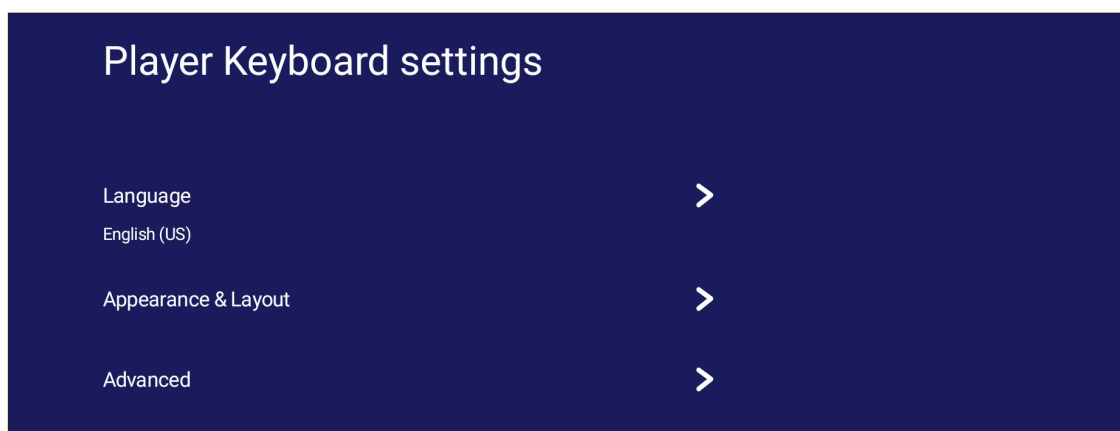 Player Keyboard settings
Language
English (US)
Appearance & Layout
Advanced